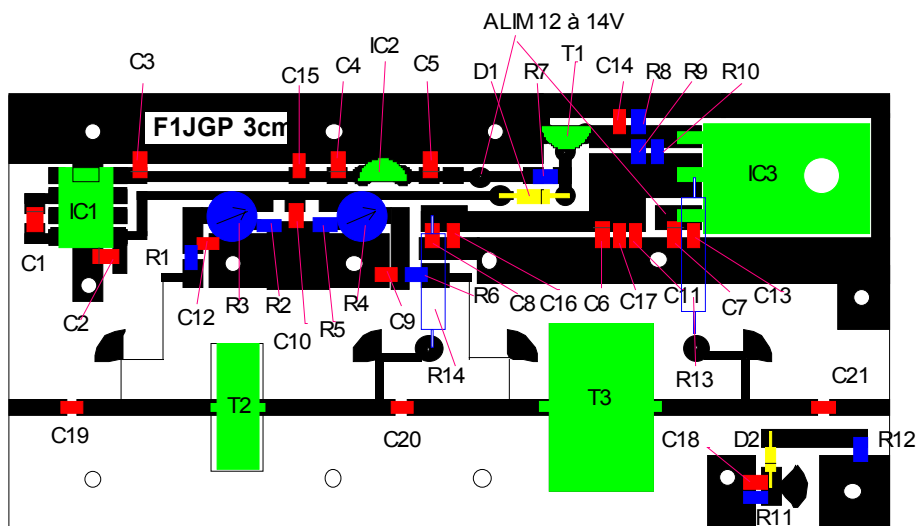 ALIM 12 à 14V
C3
C15
C4
IC2
C5
D1
R7
T1
C14
R8
R9
R10
F1JGP 3cm
IC1
IC3
C1
C2
R1
C12
R3
R2
C10
R5
R4
C9
R6
C8
C16
C6
C17
C11
C7
C13
R14
R13
T2
T3
C21
C19
C20
C18
D2
R12
R11